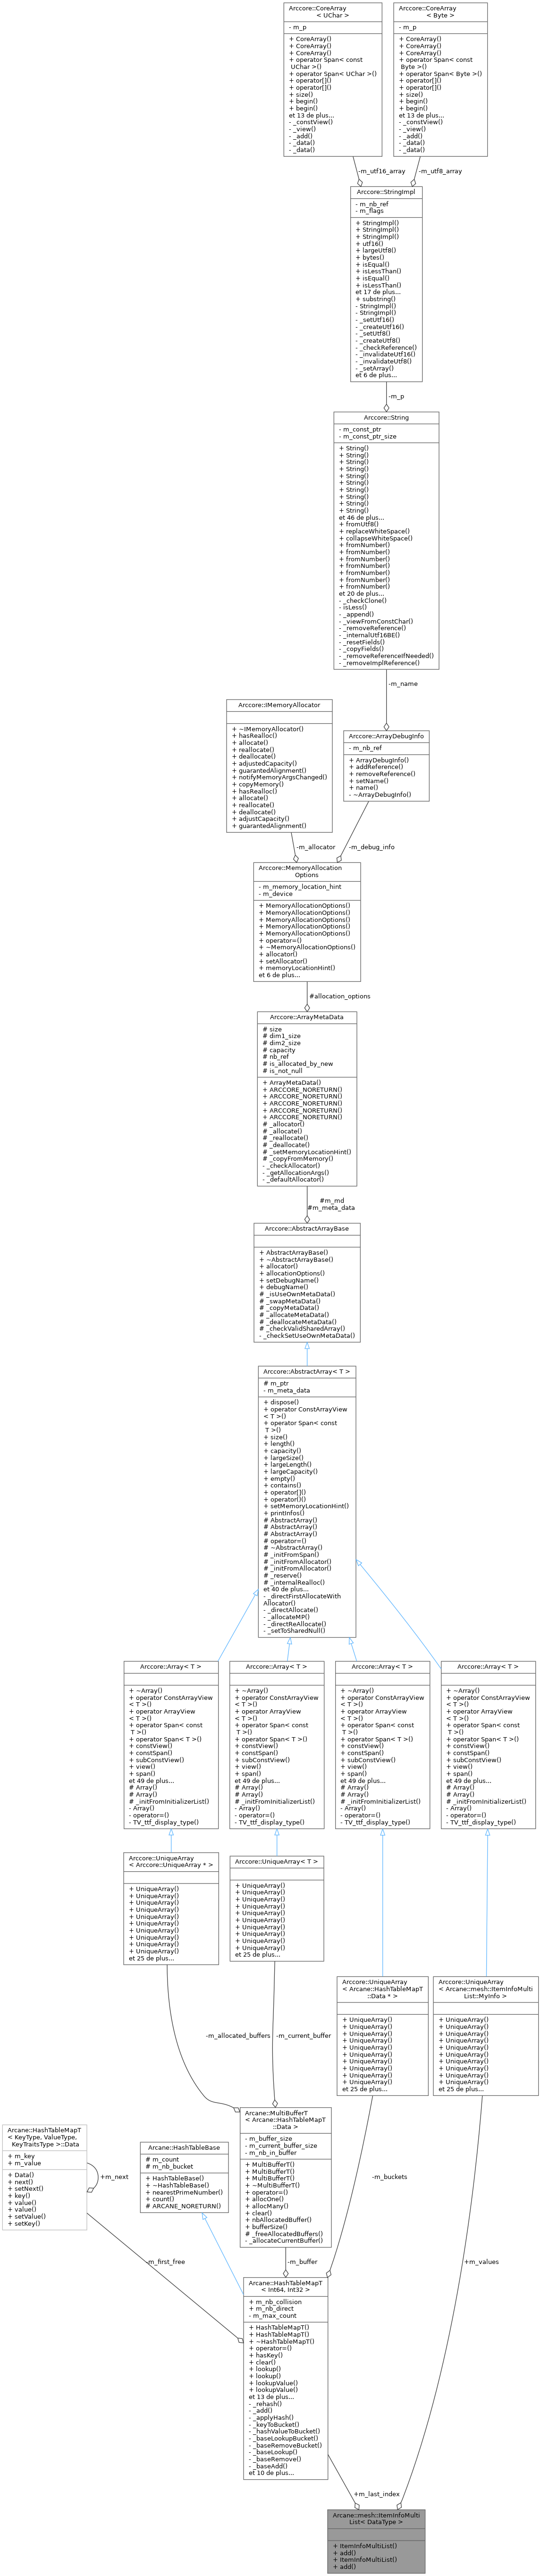 Arccore::CoreArray
< UChar >
- m_p
+ CoreArray()
+ CoreArray()
+ CoreArray()
+ operator Span< const
UChar >()
+ operator Span< UChar >()
+ operator[]()
+ operator[]()
+ size()
+ begin()
+ begin()
et 13 de plus...
- _constView()
- _view()
- _add()
- _data()
- _data()
Arccore::CoreArray
< Byte >
- m_p
+ CoreArray()
+ CoreArray()
+ CoreArray()
+ operator Span< const
Byte >()
+ operator Span< Byte >()
+ operator[]()
+ operator[]()
+ size()
+ begin()
+ begin()
et 13 de plus...
- _constView()
- _view()
- _add()
- _data()
- _data()
-m_utf16_array
-m_utf8_array
Arccore::StringImpl
- m_nb_ref
- m_flags
+ StringImpl()
+ StringImpl()
+ StringImpl()
+ utf16()
+ largeUtf8()
+ bytes()
+ isEqual()
+ isLessThan()
+ isEqual()
+ isLessThan()
et 17 de plus...
+ substring()
- StringImpl()
- StringImpl()
- _setUtf16()
- _createUtf16()
- _setUtf8()
- _createUtf8()
- _checkReference()
- _invalidateUtf16()
- _invalidateUtf8()
- _setArray()
et 6 de plus...
-m_p
Arccore::String
- m_const_ptr
- m_const_ptr_size
+ String()
+ String()
+ String()
+ String()
+ String()
+ String()
+ String()
+ String()
+ String()
+ String()
et 46 de plus...
+ fromUtf8()
+ replaceWhiteSpace()
+ collapseWhiteSpace()
+ fromNumber()
+ fromNumber()
+ fromNumber()
+ fromNumber()
+ fromNumber()
+ fromNumber()
+ fromNumber()
et 20 de plus...
- _checkClone()
- isLess()
- _append()
- _viewFromConstChar()
- _removeReference()
- _internalUtf16BE()
- _resetFields()
- _copyFields()
- _removeReferenceIfNeeded()
- _removeImplReference()
-m_name
Arccore::IMemoryAllocator
+ ~IMemoryAllocator()
+ hasRealloc()
+ allocate()
+ reallocate()
+ deallocate()
+ adjustedCapacity()
+ guarantedAlignment()
+ notifyMemoryArgsChanged()
+ copyMemory()
+ hasRealloc()
+ allocate()
+ reallocate()
+ deallocate()
+ adjustCapacity()
+ guarantedAlignment()
Arccore::ArrayDebugInfo
- m_nb_ref
+ ArrayDebugInfo()
+ addReference()
+ removeReference()
+ setName()
+ name()
- ~ArrayDebugInfo()
-m_allocator
-m_debug_info
Arccore::MemoryAllocation
Options
- m_memory_location_hint
- m_device
+ MemoryAllocationOptions()
+ MemoryAllocationOptions()
+ MemoryAllocationOptions()
+ MemoryAllocationOptions()
+ MemoryAllocationOptions()
+ operator=()
+ ~MemoryAllocationOptions()
+ allocator()
+ setAllocator()
+ memoryLocationHint()
et 6 de plus...
#allocation_options
Arccore::ArrayMetaData
# size
# dim1_size
# dim2_size
# capacity
# nb_ref
# is_allocated_by_new
# is_not_null
+ ArrayMetaData()
+ ARCCORE_NORETURN()
+ ARCCORE_NORETURN()
+ ARCCORE_NORETURN()
+ ARCCORE_NORETURN()
+ ARCCORE_NORETURN()
# _allocator()
# _allocate()
# _reallocate()
# _deallocate()
# _setMemoryLocationHint()
# _copyFromMemory()
- _checkAllocator()
- _getAllocationArgs()
- _defaultAllocator()
#m_md
#m_meta_data
Arccore::AbstractArrayBase
+ AbstractArrayBase()
+ ~AbstractArrayBase()
+ allocator()
+ allocationOptions()
+ setDebugName()
+ debugName()
# _isUseOwnMetaData()
# _swapMetaData()
# _copyMetaData()
# _allocateMetaData()
# _deallocateMetaData()
# _checkValidSharedArray()
- _checkSetUseOwnMetaData()
Arccore::AbstractArray< T >
# m_ptr
- m_meta_data
+ dispose()
+ operator ConstArrayView
< T >()
+ operator Span< const
T >()
+ size()
+ length()
+ capacity()
+ largeSize()
+ largeLength()
+ largeCapacity()
+ empty()
+ contains()
+ operator[]()
+ operator()()
+ setMemoryLocationHint()
+ printInfos()
# AbstractArray()
# AbstractArray()
# AbstractArray()
# operator=()
# ~AbstractArray()
# _initFromSpan()
# _initFromAllocator()
# _initFromAllocator()
# _reserve()
# _internalRealloc()
et 40 de plus...
- _directFirstAllocateWith
Allocator()
- _directAllocate()
- _allocateMP()
- _directReAllocate()
- _setToSharedNull()
Arccore::Array< T >
+ ~Array()
+ operator ConstArrayView
< T >()
+ operator ArrayView
< T >()
+ operator Span< const
T >()
+ operator Span< T >()
+ constView()
+ constSpan()
+ subConstView()
+ view()
+ span()
et 49 de plus...
# Array()
# Array()
# _initFromInitializerList()
- Array()
- operator=()
- TV_ttf_display_type()
Arccore::Array< T >
+ ~Array()
+ operator ConstArrayView
< T >()
+ operator ArrayView
< T >()
+ operator Span< const
T >()
+ operator Span< T >()
+ constView()
+ constSpan()
+ subConstView()
+ view()
+ span()
et 49 de plus...
# Array()
# Array()
# _initFromInitializerList()
- Array()
- operator=()
- TV_ttf_display_type()
Arccore::Array< T >
+ ~Array()
+ operator ConstArrayView
< T >()
+ operator ArrayView
< T >()
+ operator Span< const
T >()
+ operator Span< T >()
+ constView()
+ constSpan()
+ subConstView()
+ view()
+ span()
et 49 de plus...
# Array()
# Array()
# _initFromInitializerList()
- Array()
- operator=()
- TV_ttf_display_type()
Arccore::Array< T >
+ ~Array()
+ operator ConstArrayView
< T >()
+ operator ArrayView
< T >()
+ operator Span< const
T >()
+ operator Span< T >()
+ constView()
+ constSpan()
+ subConstView()
+ view()
+ span()
et 49 de plus...
# Array()
# Array()
# _initFromInitializerList()
- Array()
- operator=()
- TV_ttf_display_type()
Arccore::UniqueArray
< Arccore::UniqueArray * >
+ UniqueArray()
+ UniqueArray()
+ UniqueArray()
+ UniqueArray()
+ UniqueArray()
+ UniqueArray()
+ UniqueArray()
+ UniqueArray()
+ UniqueArray()
+ UniqueArray()
et 25 de plus...
Arccore::UniqueArray< T >
+ UniqueArray()
+ UniqueArray()
+ UniqueArray()
+ UniqueArray()
+ UniqueArray()
+ UniqueArray()
+ UniqueArray()
+ UniqueArray()
+ UniqueArray()
+ UniqueArray()
et 25 de plus...
Arccore::UniqueArray
< Arcane::HashTableMapT
::Data * >
+ UniqueArray()
+ UniqueArray()
+ UniqueArray()
+ UniqueArray()
+ UniqueArray()
+ UniqueArray()
+ UniqueArray()
+ UniqueArray()
+ UniqueArray()
+ UniqueArray()
et 25 de plus...
Arccore::UniqueArray
< Arcane::mesh::ItemInfoMulti
List::MyInfo >
+ UniqueArray()
+ UniqueArray()
+ UniqueArray()
+ UniqueArray()
+ UniqueArray()
+ UniqueArray()
+ UniqueArray()
+ UniqueArray()
+ UniqueArray()
+ UniqueArray()
et 25 de plus...
-m_allocated_buffers
-m_current_buffer
Arcane::HashTableMapT
< KeyType, ValueType,
KeyTraitsType >::Data
+ m_key
+ m_value
+ Data()
+ next()
+ setNext()
+ key()
+ value()
+ value()
+ setValue()
+ setKey()
+m_next
Arcane::HashTableBase
# m_count
# m_nb_bucket
+ HashTableBase()
+ ~HashTableBase()
+ nearestPrimeNumber()
+ count()
# ARCANE_NORETURN()
Arcane::MultiBufferT
< Arcane::HashTableMapT
::Data >
- m_buffer_size
- m_current_buffer_size
- m_nb_in_buffer
+ MultiBufferT()
+ MultiBufferT()
+ MultiBufferT()
+ ~MultiBufferT()
+ operator=()
+ allocOne()
+ allocMany()
+ clear()
+ nbAllocatedBuffer()
+ bufferSize()
# _freeAllocatedBuffers()
- _allocateCurrentBuffer()
-m_buckets
-m_first_free
-m_buffer
+m_values
Arcane::HashTableMapT
< Int64, Int32 >
+ m_nb_collision
+ m_nb_direct
- m_max_count
+ HashTableMapT()
+ HashTableMapT()
+ ~HashTableMapT()
+ operator=()
+ hasKey()
+ clear()
+ lookup()
+ lookup()
+ lookupValue()
+ lookupValue()
et 13 de plus...
- _rehash()
- _add()
- _applyHash()
- _keyToBucket()
- _hashValueToBucket()
- _baseLookupBucket()
- _baseRemoveBucket()
- _baseLookup()
- _baseRemove()
- _baseAdd()
et 10 de plus...
+m_last_index
Arcane::mesh::ItemInfoMulti
List< DataType >
+ ItemInfoMultiList()
+ add()
+ ItemInfoMultiList()
+ add()